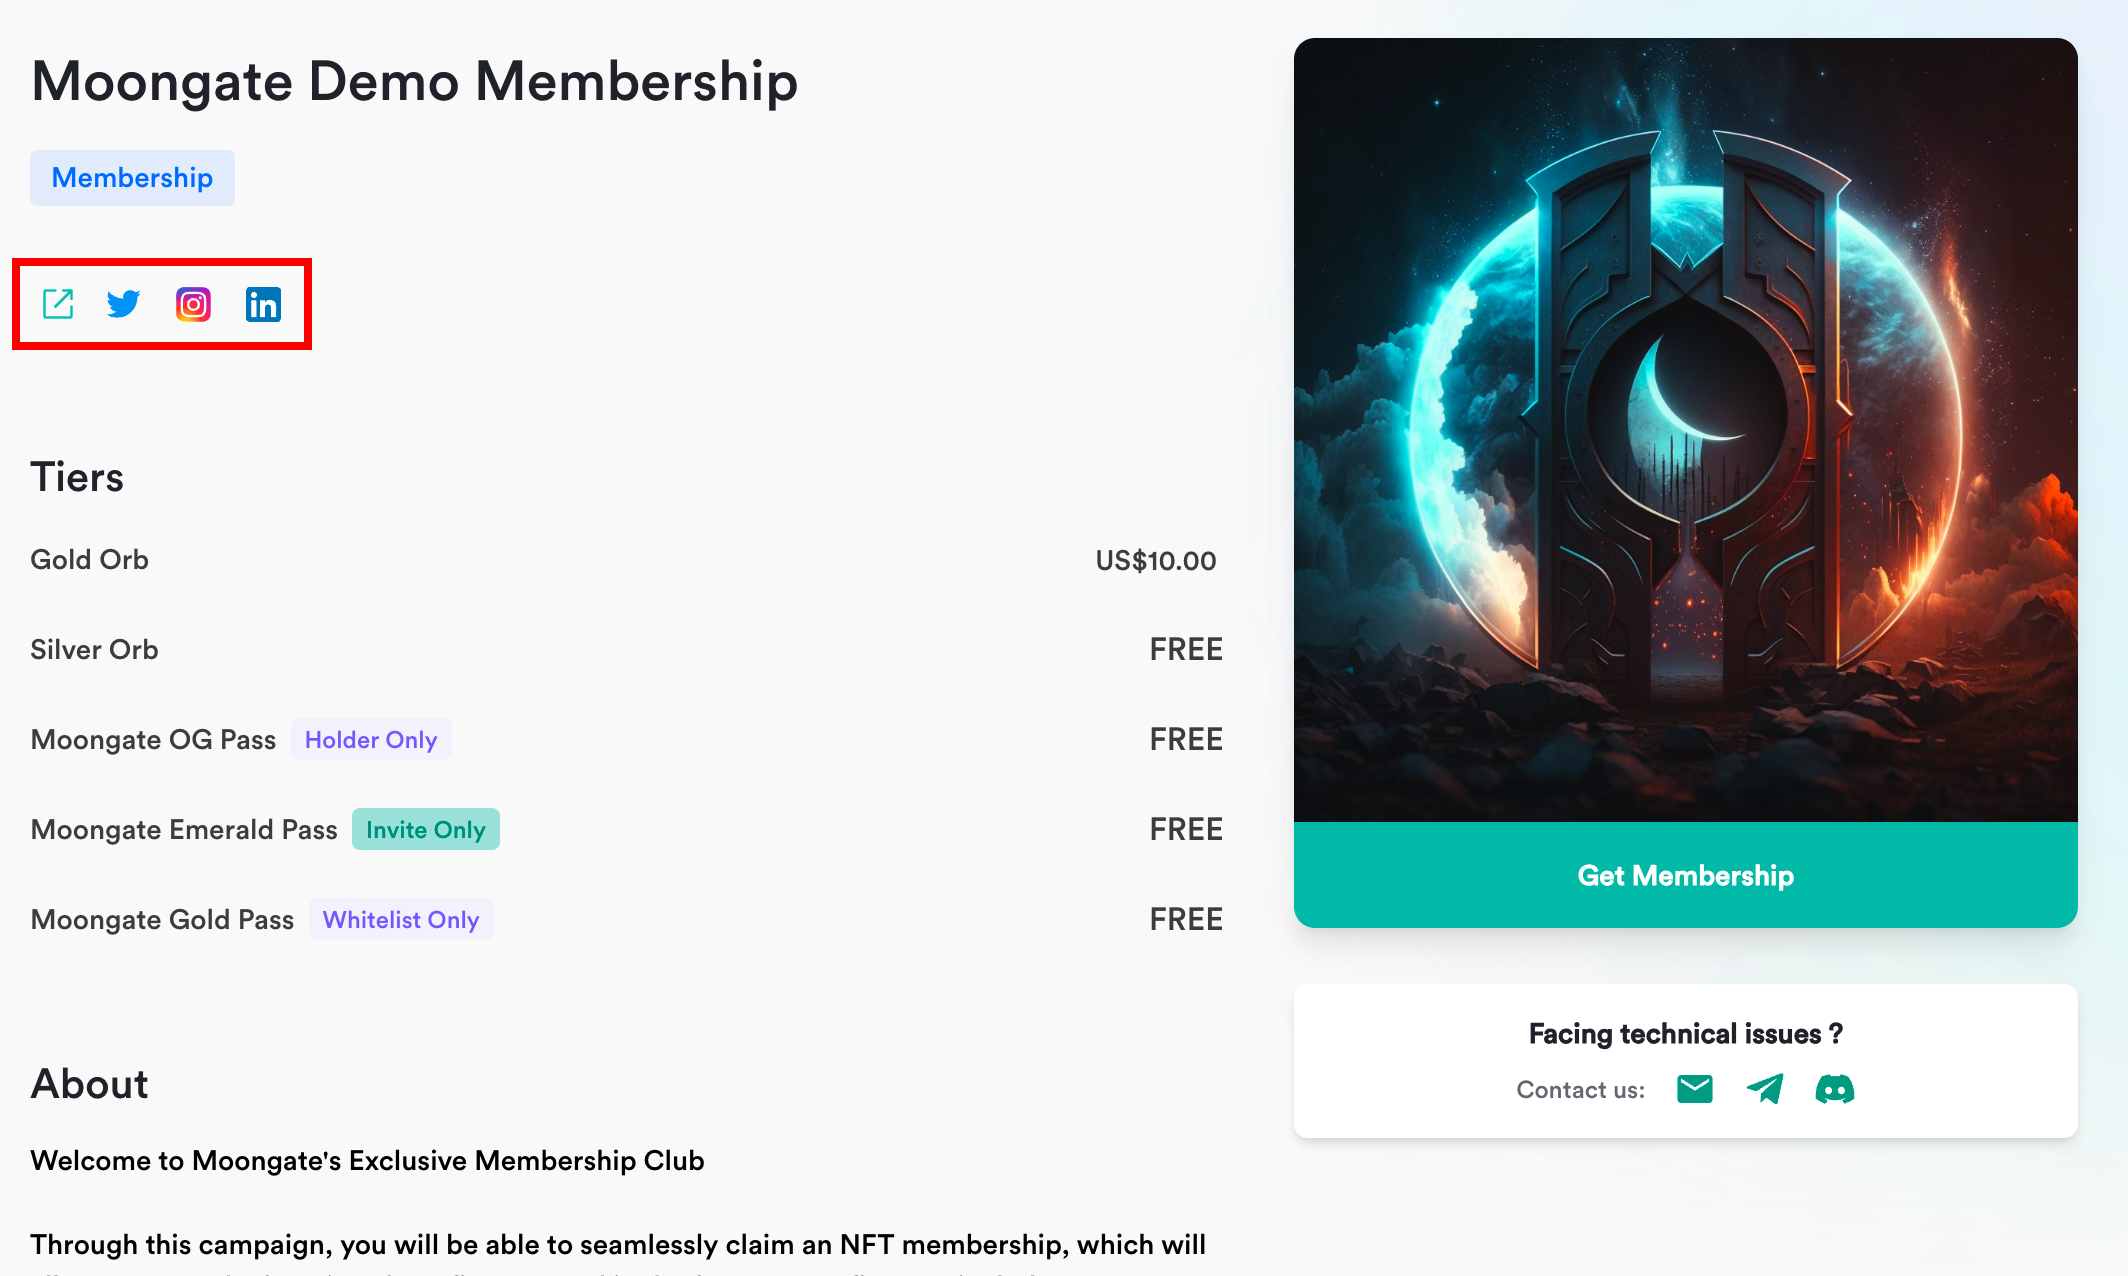 Moongate Demo Membership
Membership
in
Tiers
Gold Orb US$10.00
Silver Orb FREE
Moongate OG Pass Holder Only FREE
Moongate Emerald Pass Invite Only FREE
Moongate Gold Pass Whitelist Only FREE
About
Welcome to Moongate's Exclusive Membership Club
Through this campaign, you will be able to seamlessly claim an NFT membership, which will
Get Membership
Facing technical issues ?
Contact us: